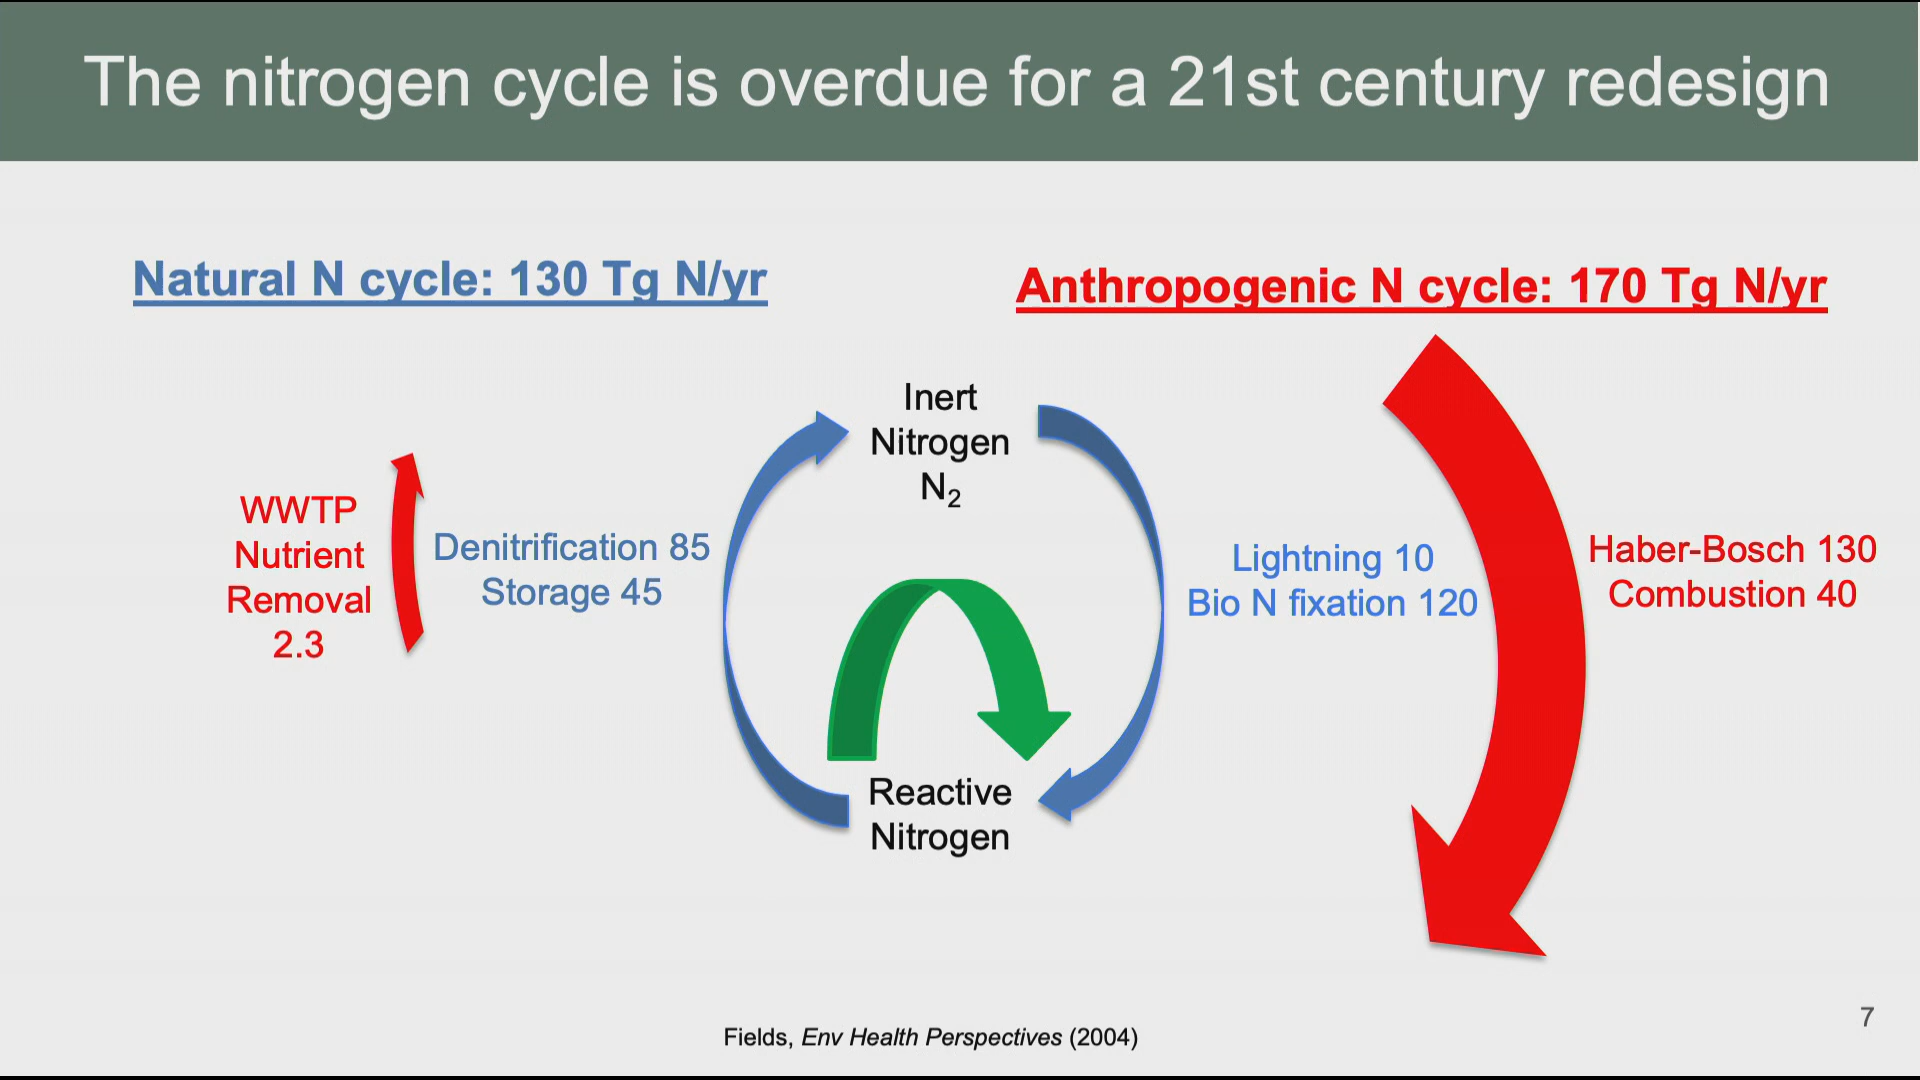 The nitrogen cycle is overdue for a 21st century redesign
Natural N cycle: 130 Tg N/yr
Anthropogenic N cycle: 170 Tg N/yr
Inert
Nitrogen
N₂
WWTP
Nutrient
Removal
2.3
Denitrification 85
Storage 45
Lightning 10
Bio N fixation 120
Haber-Bosch 130
Combustion 40
Reactive
Nitrogen
Fields, Env Health Perspectives (2004)
7